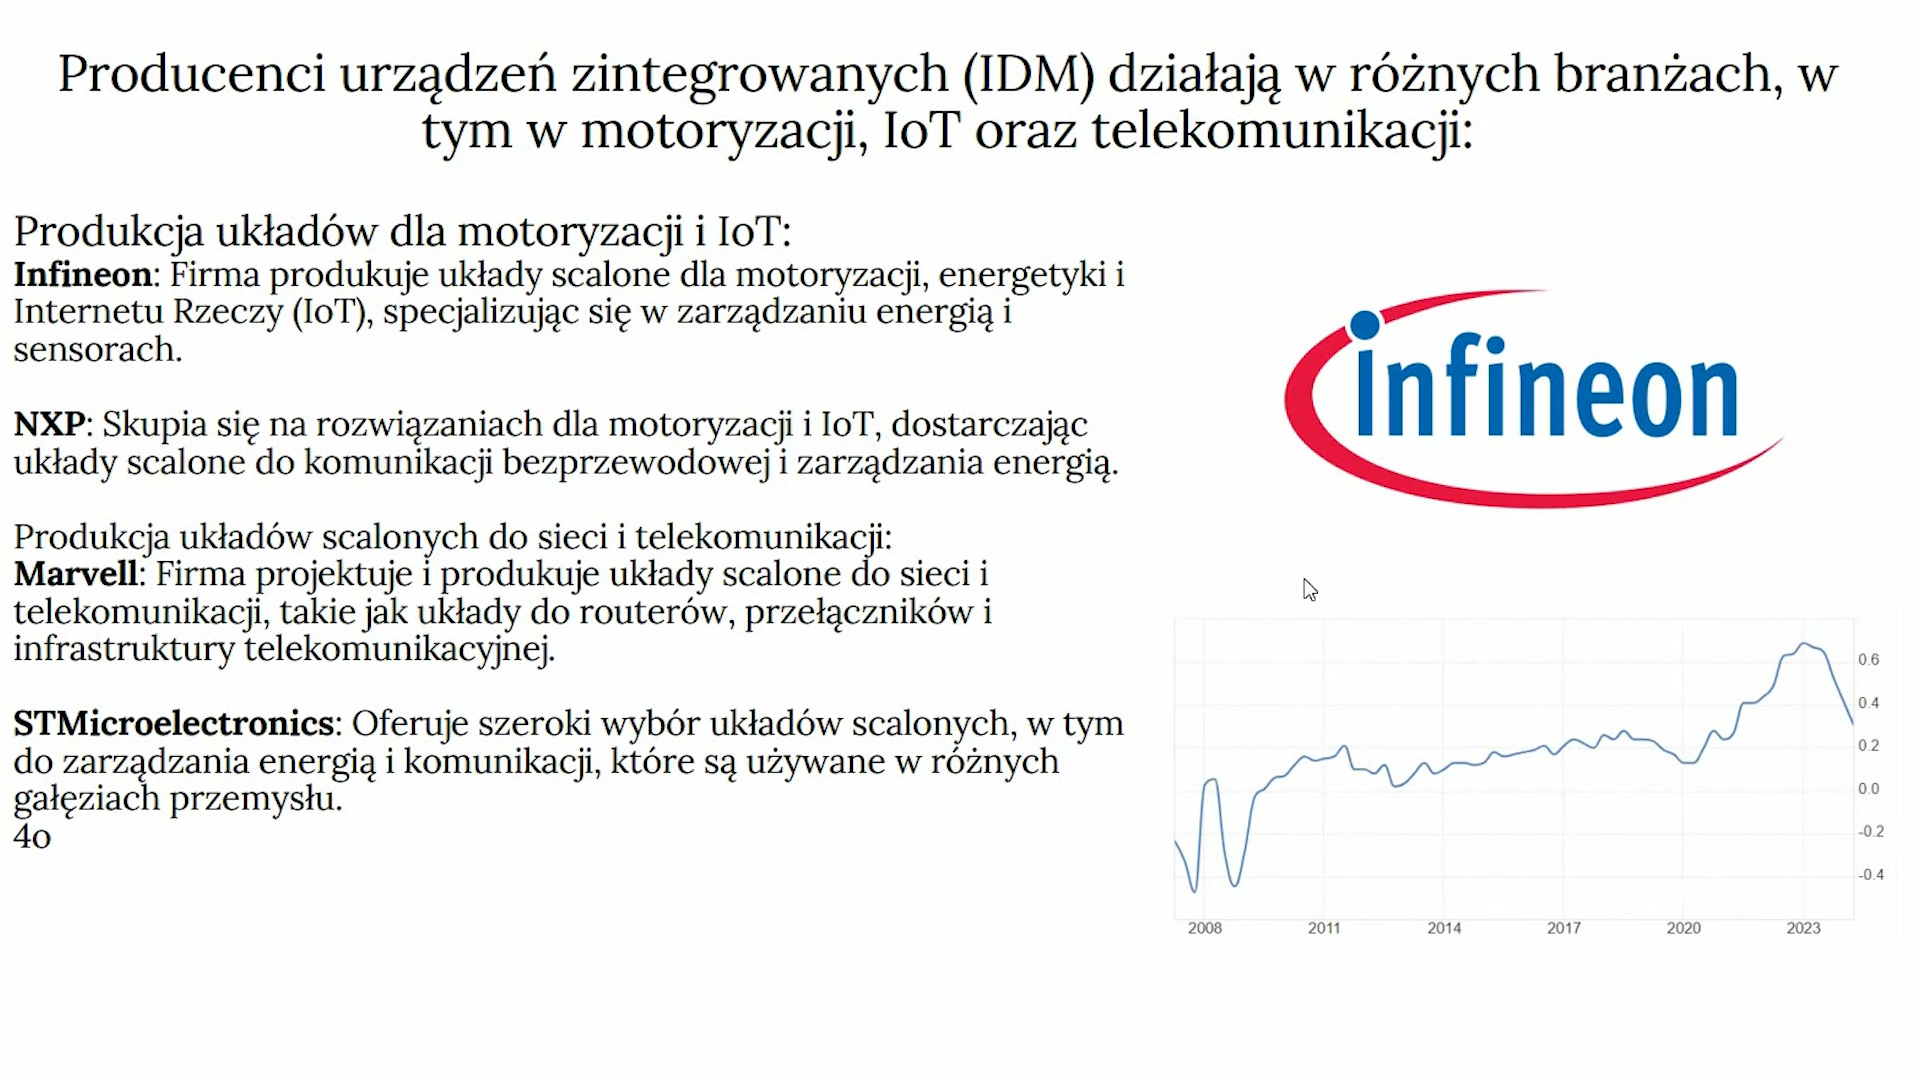 Producenci urządzeń zintegrowanych (IDM) działają w różnych branżach, w
tym w motoryzacji, IoT oraz telekomunikacji:
Produkcja układów dla motoryzacji i IoT:
Infineon: Firma produkuje układy scalone dla motoryzacji, energetyki i
Internetu Rzeczy (IoT), specjalizując się w zarządzaniu energią i
sensorach.
NXP: Skupia się na rozwiązaniach dla motoryzacji i IoT, dostarczając
układy scalone do komunikacji bezprzewodowej i zarządzania energią.
Produkcja układów scalonych do sieci i telekomunikacji:
Marvell: Firma projektuje i produkuje układy scalone do sieci i
telekomunikacji, takie jak układy do routerów, przełączników i
infrastruktury telekomunikacyjnej.
STMicroelectronics: Oferuje szeroki wybór układów scalonych, w tym
do zarządzania energią i komunikacji, które są używane w różnych
gałęziach przemysłu.
4o
infineon
0.6
0.4
0.2
0.0
-0.2
-0.4
2008 2011 2014 2017 2020 2023